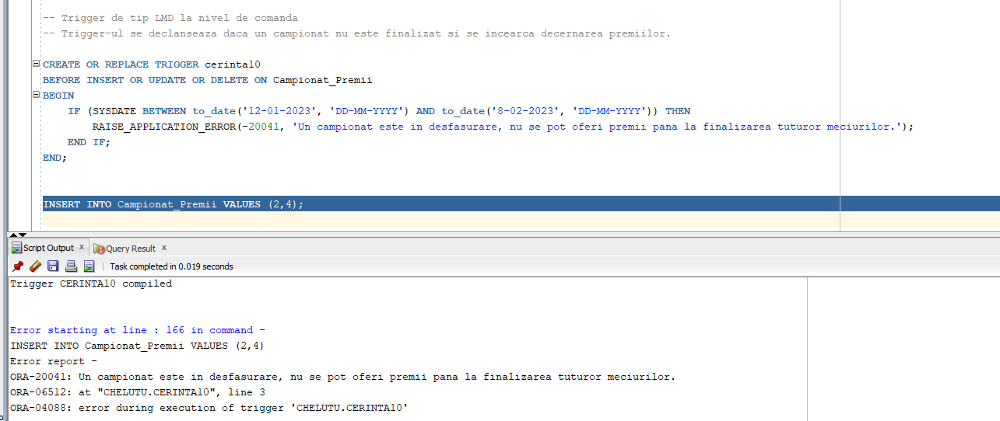 -- Trigger de tip LMD la nivel de comanda
-- Trigger-ul se declanseaza daca un campionat nu este finalizat si se incearca decernarea premiilor.
CREATE OR REPLACE TRIGGER cerinta10
BEFORE INSERT OR UPDATE OR DELETE ON Campionat_Premii
BEGIN
IF (SYSDATE BETWEEN to_date('12-01-2023', 'DD-MM-YYYY') AND to_date('8-02-2023', 'DD-MM-YYYY')) THEN
RAISE_APPLICATION_ERROR(-20041, 'Un campionat este in desfasurare, nu se pot oferi premii pana la finalizarea tuturor meciurilor.');
END IF;
END;
INSERT INTO Campionat_Premii VALUES (2,4);
Script Output x Query Result x
Task completed in 0.019 seconds
Trigger CERINTA10 compiled
Error starting at line : 166 in command -
INSERT INTO Campionat_Premii VALUES (2,4)
Error report -
ORA-20041: Un campionat este in desfasurare, nu se pot oferi premii pana la finalizarea tuturor meciurilor.
ORA-06512: at "CHELUTU.CERINTA10", line 3
ORA-04088: error during execution of trigger 'CHELUTU.CERINTA10'